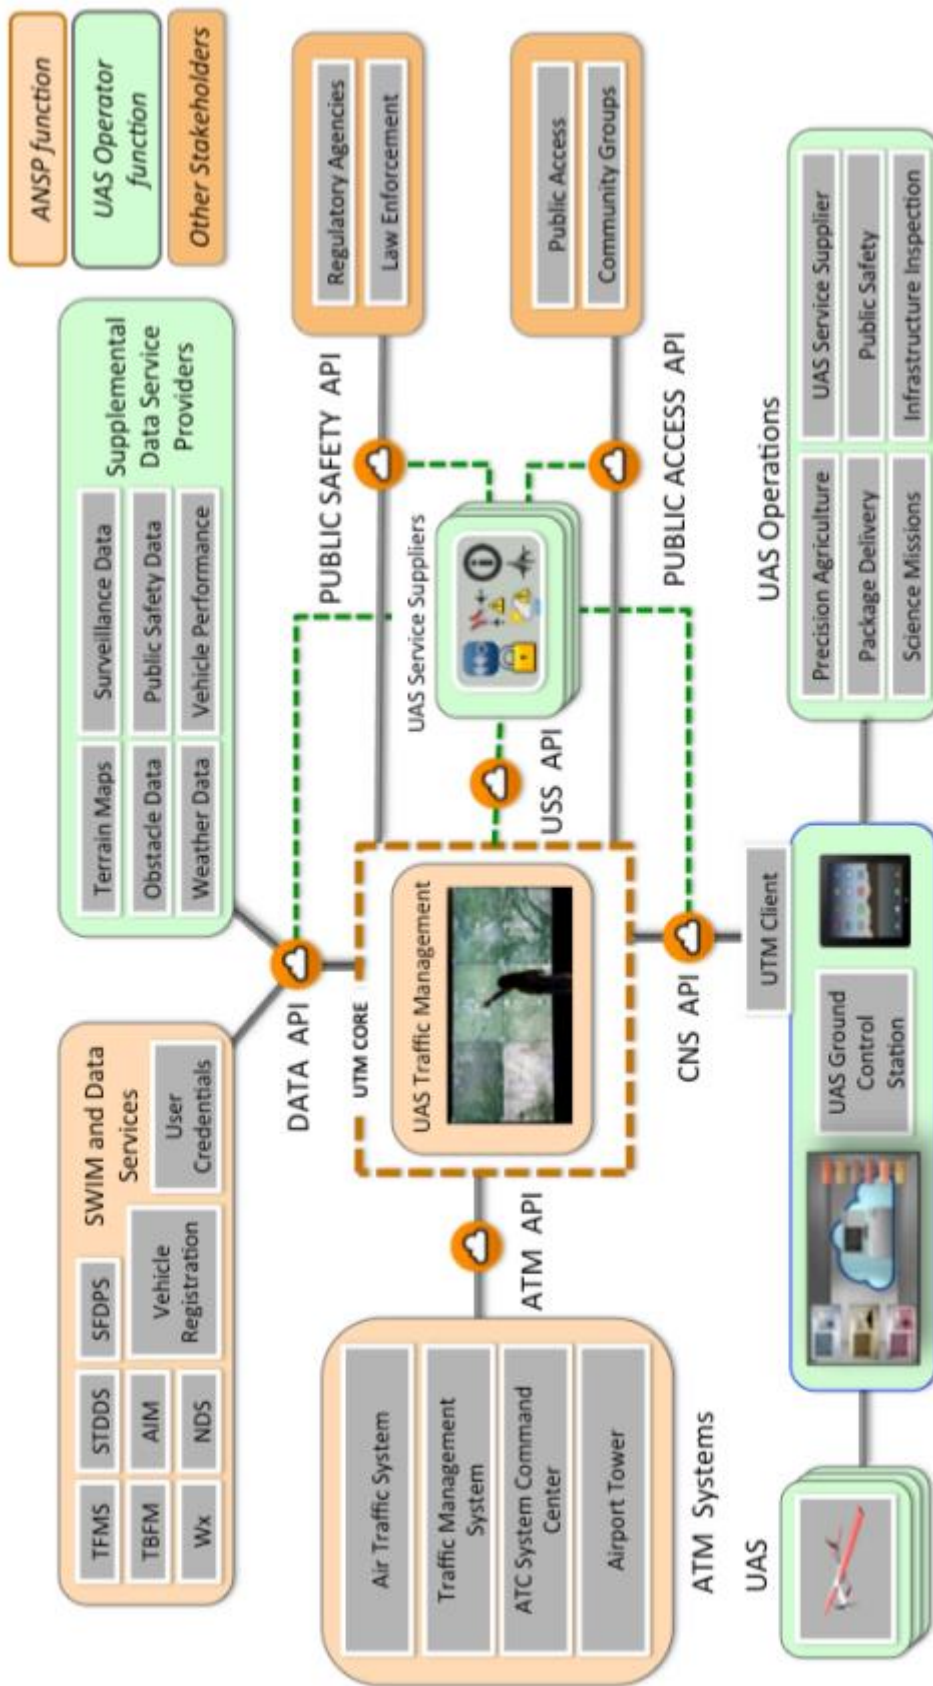 TFMS
STDDS
SFDPS
SWIM and Data
Services
TBFM
AIM
Vehicle
Registration
User
Credentials
Wx
NDS
Terrain Maps
Surveillance Data
Supplemental
Data Service
Providers
Obstacle Data
Public Safety Data
Weather Data
Vehicle Performance
ANSP function
UAS Operator
function
Other Stakeholders
DATA API
PUBLIC SAFETY API
Regulatory Agencies
Law Enforcement
Air Traffic System
Traffic Management
System
ATC System Command
Center
Airport Tower
ATM Systems
ATM API
UTM CORE
UAS Traffic Management
USS API
UAS Service Suppliers
Public Access
Community Groups
PUBLIC ACCESS API
CNS API
UAS
UTM Client
UAS Ground
Control
Station
UAS Operations
Precision Agriculture
UAS Service Supplier
Package Delivery
Public Safety
Science Missions
Infrastructure Inspection